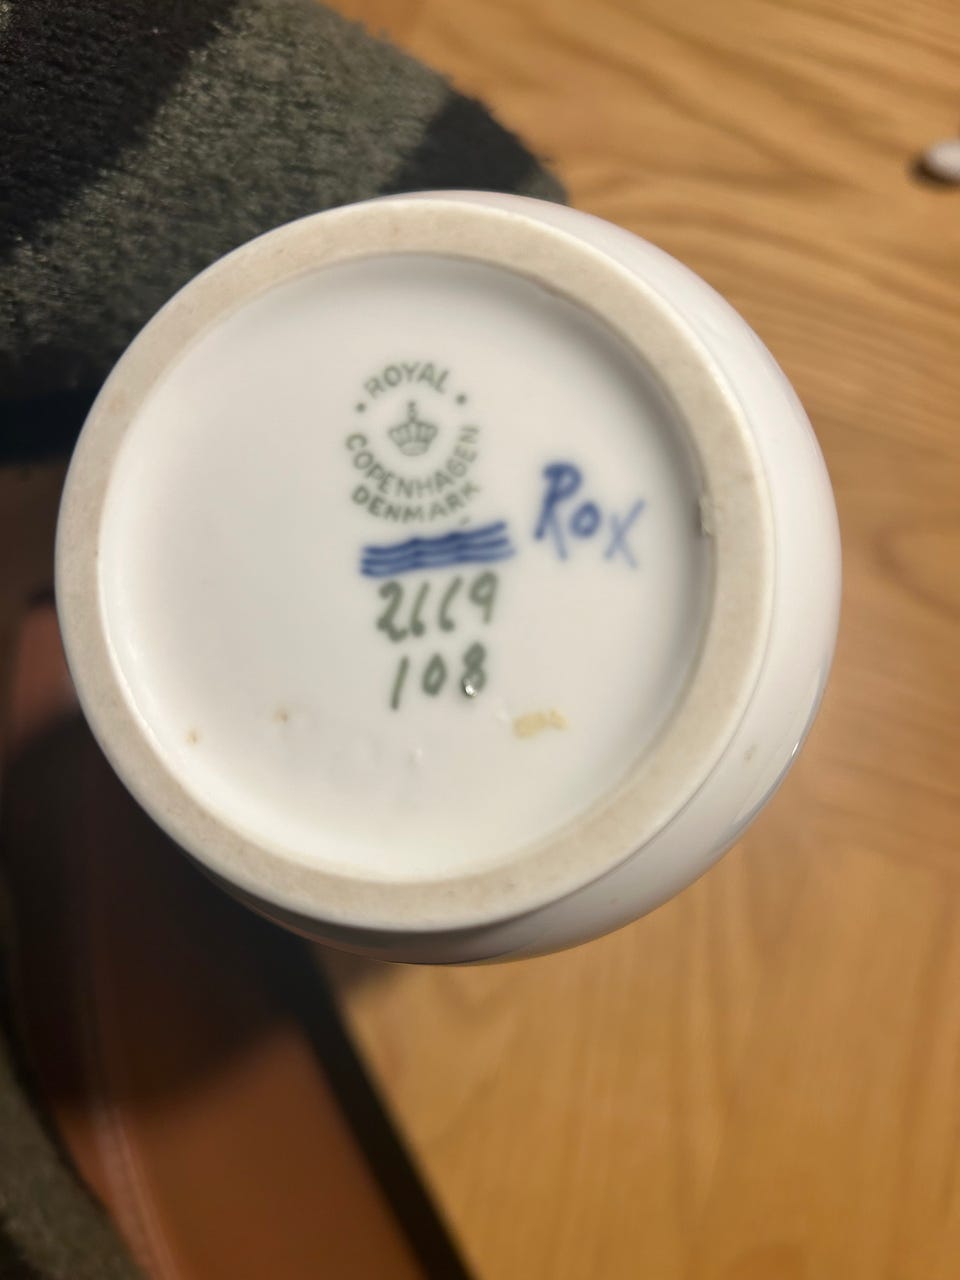 ROYAL
COPENHAGEN
DENMARK
Rox
2669
108